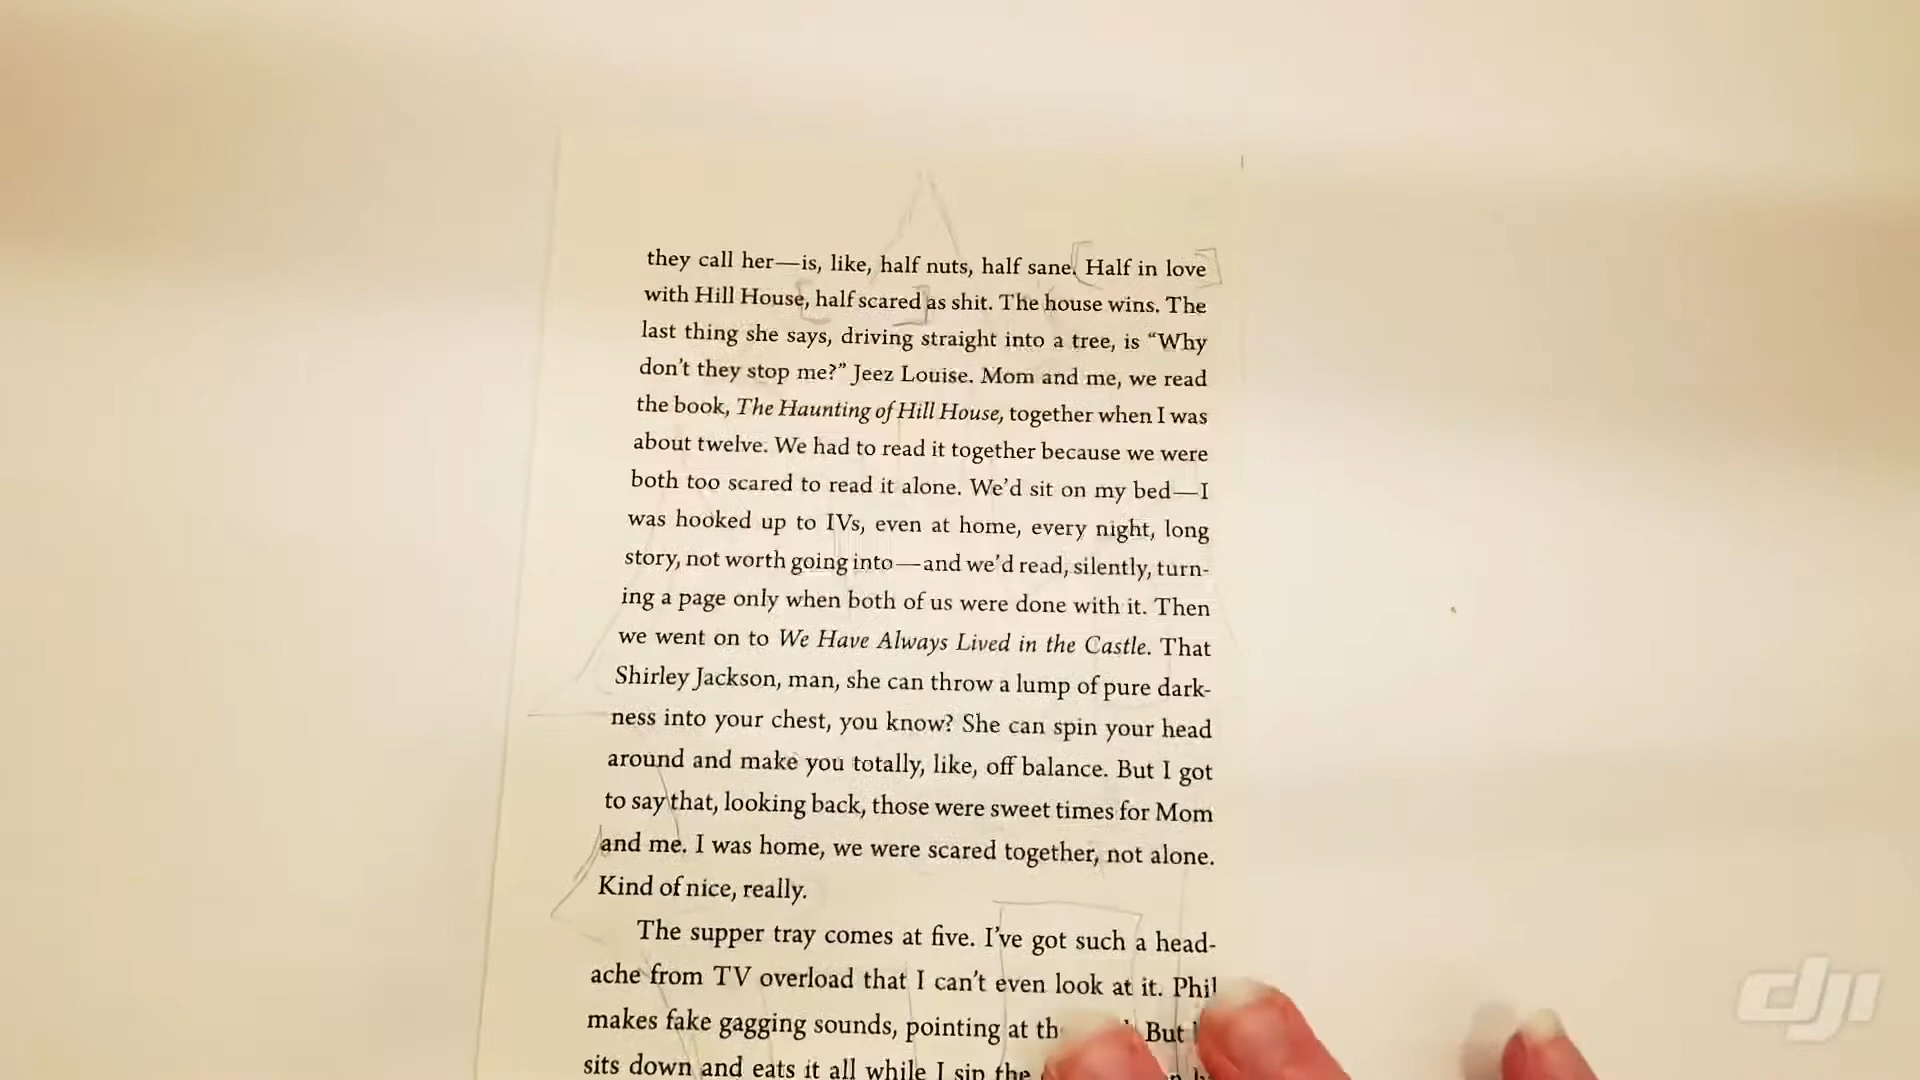 they call her—is, like, half nuts, half sane. Half in love
with Hill House, half scared as shit. The house wins. The
last thing she says, driving straight into a tree, is “Why
don’t they stop me?” Jeez Louise. Mom and me, we read
the book, The Haunting of Hill House, together when I was
about twelve. We had to read it together because we were
both too scared to read it alone. We’d sit on my bed—I
was hooked up to IVs, even at home, every night, long
story, not worth going into—and we’d read, silently, turn-
ing a page only when both of us were done with it. Then
we went on to We Have Always Lived in the Castle. That
Shirley Jackson, man, she can throw a lump of pure dark-
ness into your chest, you know? She can spin your head
around and make you totally, like, off balance. But I got
to say that, looking back, those were sweet times for Mom
and me. I was home, we were scared together, not alone.
Kind of nice, really.
The supper tray comes at five. I’ve got such a head-
ache from TV overload that I can’t even look at it. Phil
makes fake gagging sounds, pointing at But
sits down and eats it all while I sip the
dji